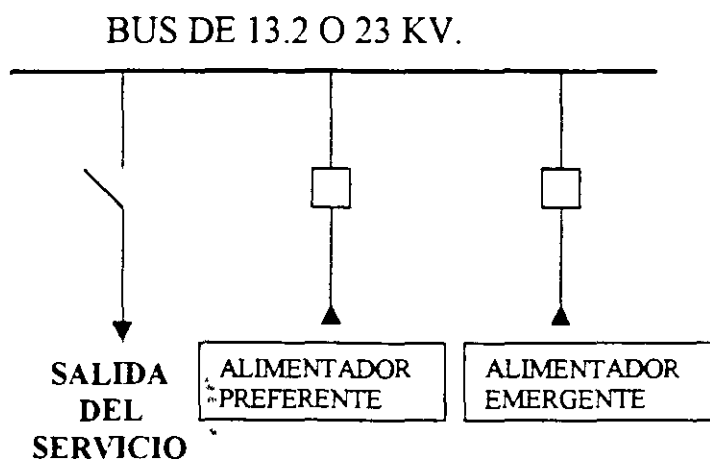 BUS DE 13.2 O 23 KV.
SALIDA
DEL
SERVICIO
ALIMENTADOR
PREFERENTE
ALIMENTADOR
EMERGENTE